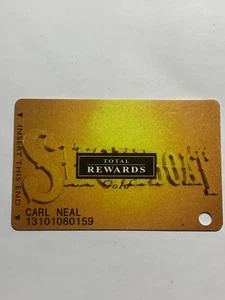 INSERT THIS END
TOTAL
REWARDS
Gold
CARL NEAL
13101080159